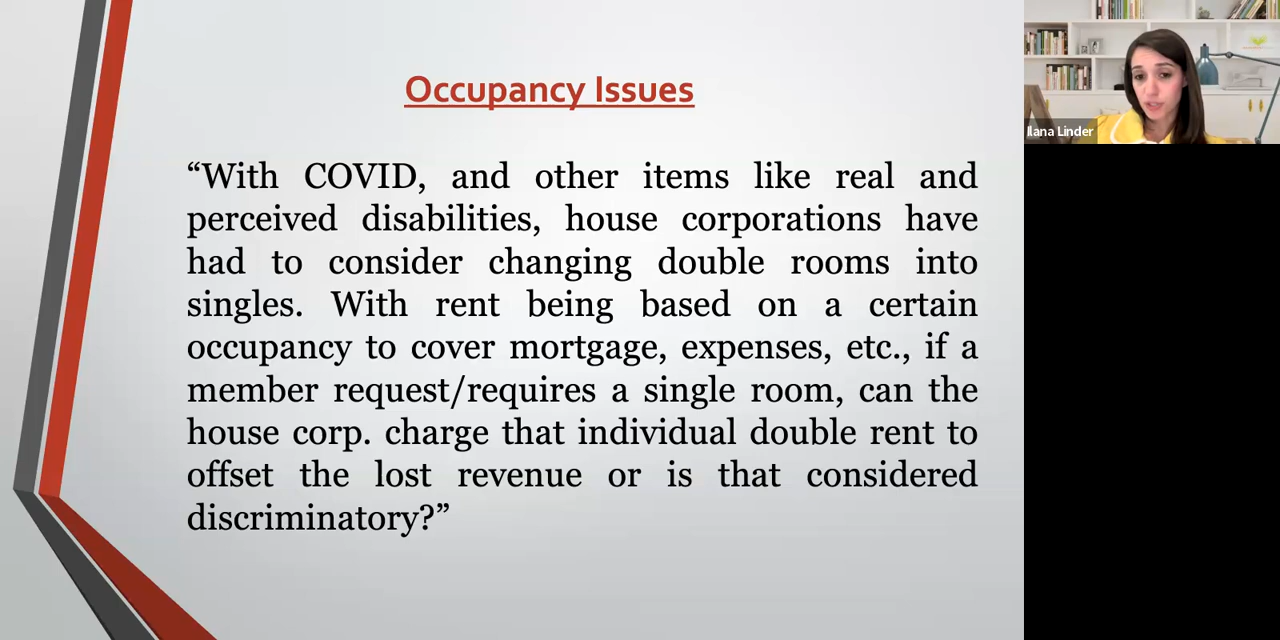 Occupancy Issues
“With COVID, and other items like real and
perceived disabilities, house corporations have
had to consider changing double rooms into
singles. With rent being based on a certain
occupancy to cover mortgage, expenses, etc., if a
member request/requires a single room, can the
house corp. charge that individual double rent to
offset the lost revenue or is that considered
discriminatory?”
Ilana Linder